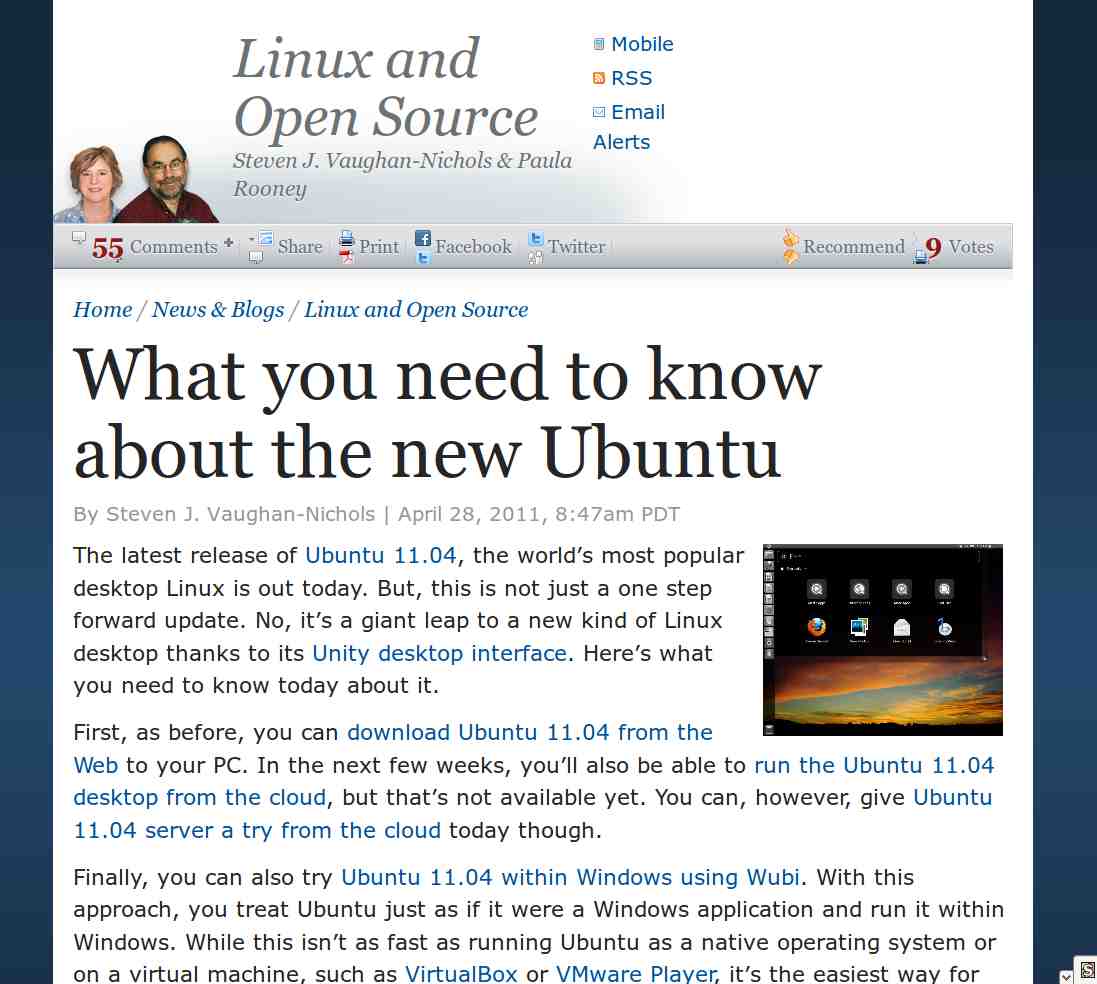 Linux and
Open Source
Steven J. Vaughan-Nichols & Paula
Rooney
Mobile
RSS
Email
Alerts
55 Comments Share Print Facebook Twitter Recommend 9 Votes
Home / News & Blogs / Linux and Open Source
What you need to know
about the new Ubuntu
By Steven J. Vaughan-Nichols | April 28, 2011, 8:47am PDT
The latest release of Ubuntu 11.04, the world’s most popular
desktop Linux is out today. But, this is not just a one step
forward update. No, it’s a giant leap to a new kind of Linux
desktop thanks to its Unity desktop interface. Here’s what
you need to know today about it.
First, as before, you can download Ubuntu 11.04 from the
Web to your PC. In the next few weeks, you’ll also be able to run the Ubuntu 11.04
desktop from the cloud, but that’s not available yet. You can, however, give Ubuntu
11.04 server a try from the cloud today though.
Finally, you can also try Ubuntu 11.04 within Windows using Wubi. With this
approach, you treat Ubuntu just as if it were a Windows application and run it within
Windows. While this isn’t as fast as running Ubuntu as a native operating system or
on a virtual machine, such as VirtualBox or VMware Player, it’s the easiest way for